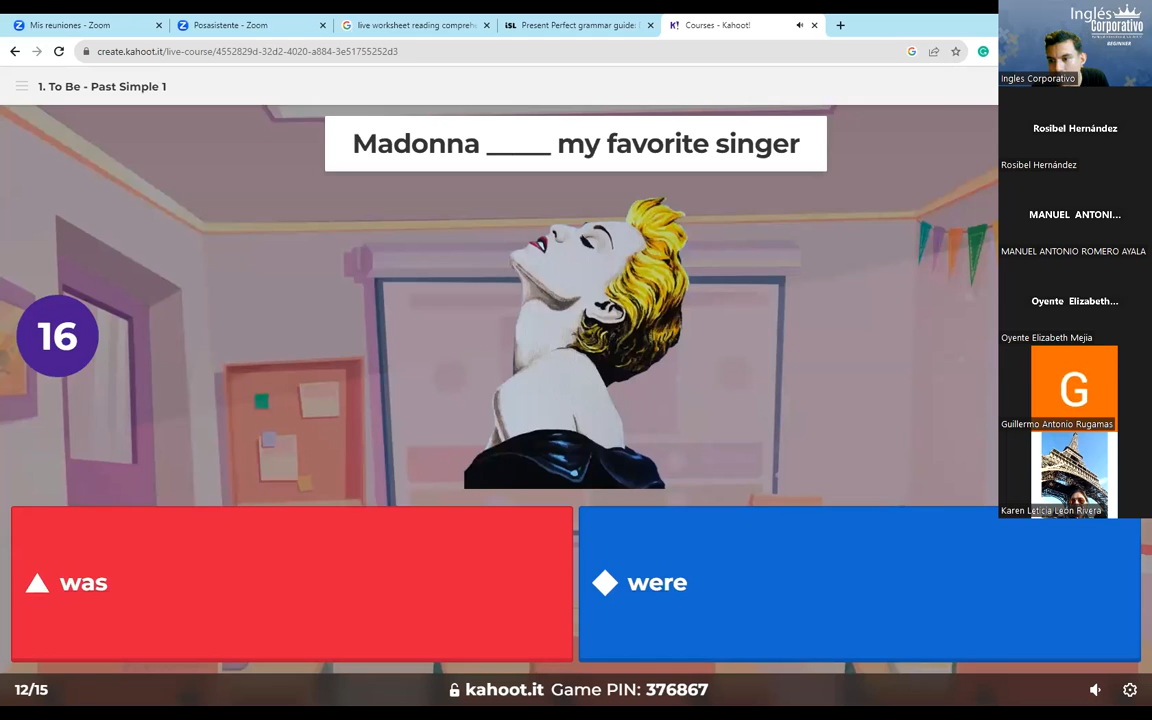 Mis reuniones - Zoom
Posasistente - Zoom
live worksheet reading compreh
iSL Present Perfect grammar guide:
K! Courses - Kahoot!
create.kahoot.it/live-course/4552829d-32d2-4020-a884-3e51755252d3
1. To Be - Past Simple 1
Madonna _____ my favorite singer
16
was
were
12/15
kahoot.it Game PIN: 376867
Inglés
Corporativo
BEGINNER
Ingles Corporativo
Rosibel Hernández
Rosibel Hernández
MANUEL ANTONI...
MANUEL ANTONIO ROMERO AYALA
Oyente Elizabeth...
Oyente Elizabeth Mejia
G
Guillermo Antonio Rugamas
Karen Leticia León Rivera